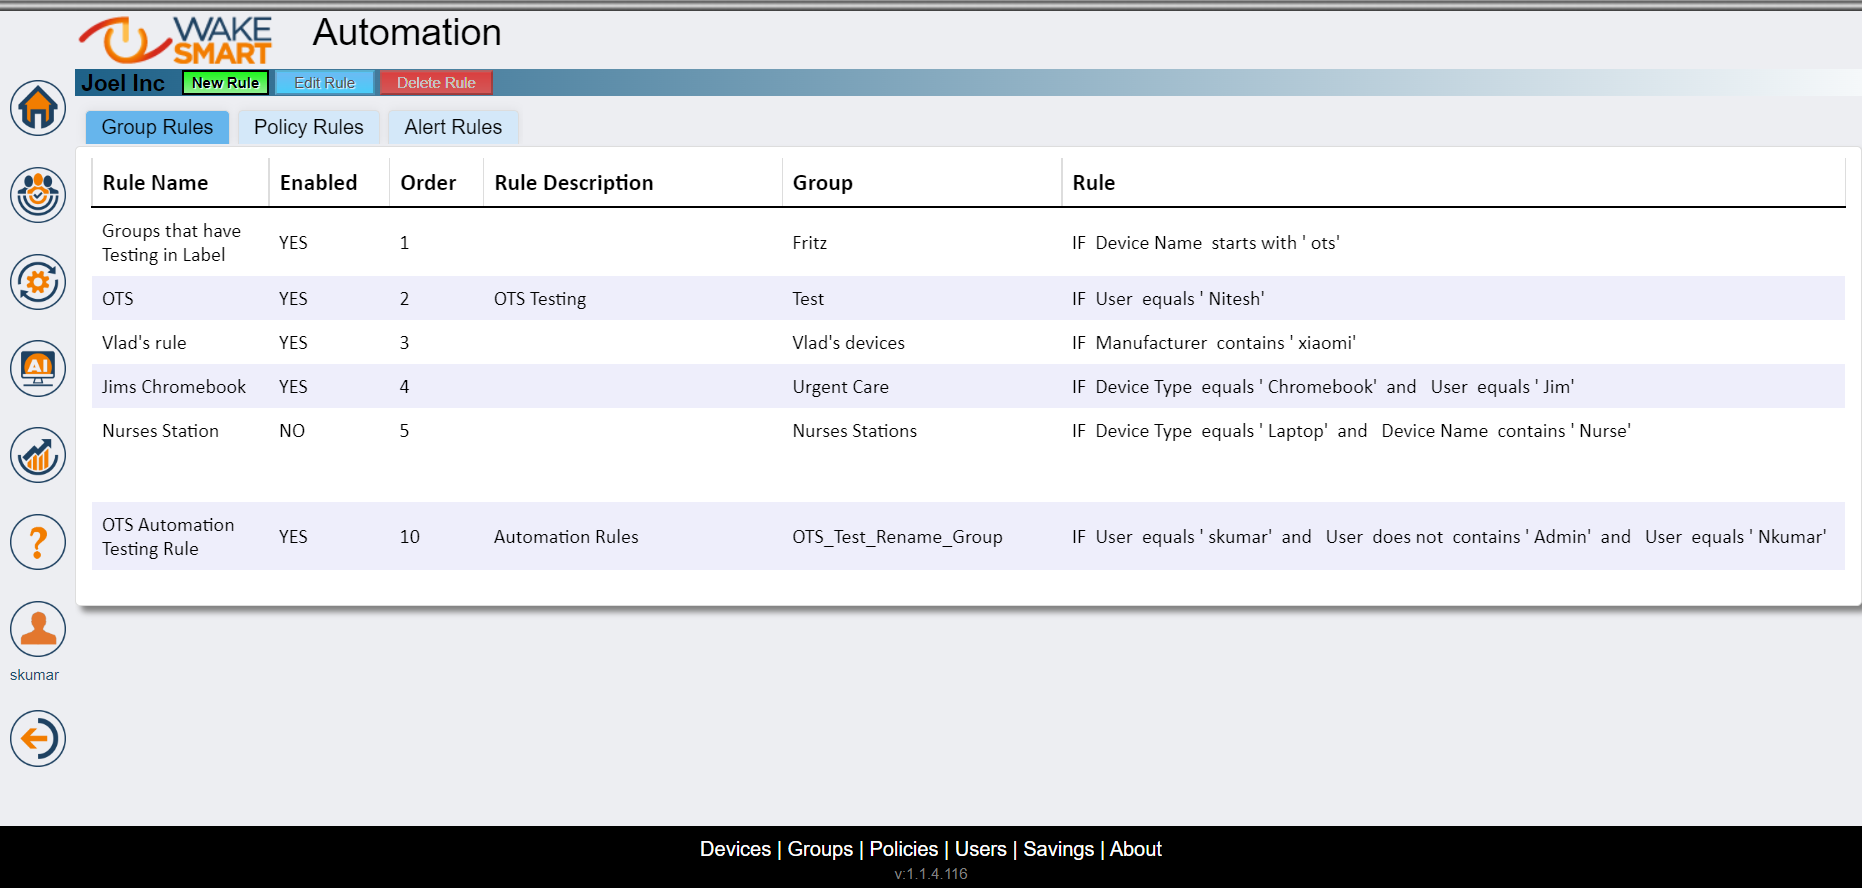 WAKE
SMART
Automation
Joel Inc New Rule Edit Rule Delete Rule
Group Rules Policy Rules Alert Rules
Rule Name Enabled Order Rule Description Group Rule
Groups that have
Testing in Label YES 1 Fritz IF Device Name starts with ' ots'
OTS YES 2 OTS Testing Test IF User equals ' Nitesh'
Vlad's rule YES 3 Vlad's devices IF Manufacturer contains ' xiaomi'
AI
Jims Chromebook YES 4 Urgent Care IF Device Type equals ' Chromebook' and User equals ' Jim'
Nurses Station NO 5 Nurses Stations IF Device Type equals ' Laptop' and Device Name contains ' Nurse'
?
OTS Automation
Testing Rule YES 10 Automation Rules OTS_Test_Rename_Group IF User equals ' skumar' and User does not contains ' Admin' and User equals ' Nkumar'
skumar
Devices | Groups | Policies | Users | Savings | About
v:1.1.4.116